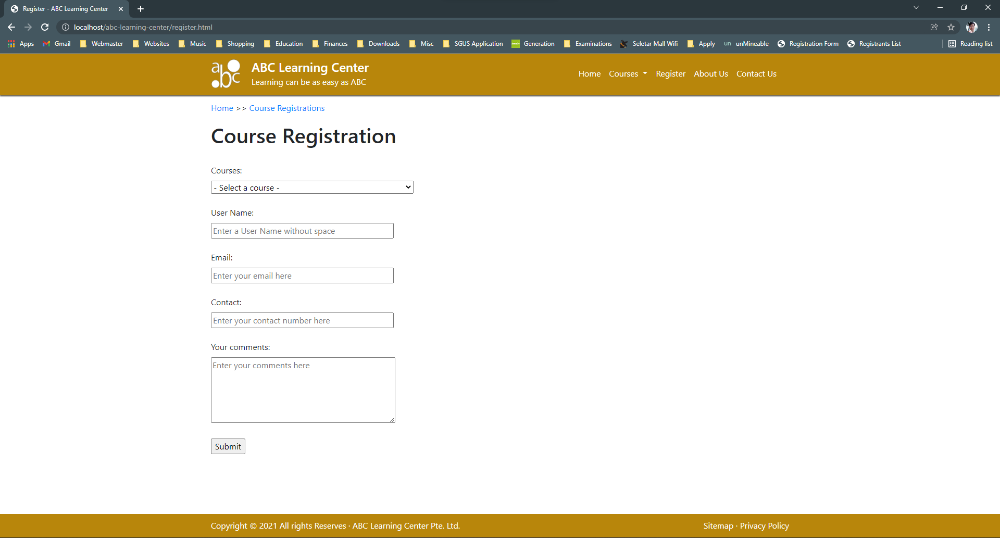 Register - ABC Learning Center
localhost/abc-learning-center/register.html
Apps Gmail Webmaster Websites Music Shopping Education Finances Downloads Misc SGUS Application Generation Examinations Seletar Mall Wifi Apply un unMineable Registration Form Registrants List Reading list
abc
ABC Learning Center
Learning can be as easy as ABC
Home Courses Register About Us Contact Us
Home >> Course Registrations
Course Registration
Courses:
- Select a course -
User Name:
Enter a User Name without space
Email:
Enter your email here
Contact:
Enter your contact number here
Your comments:
Enter your comments here
Submit
Copyright © 2021 All rights Reserves · ABC Learning Center Pte. Ltd. Sitemap · Privacy Policy